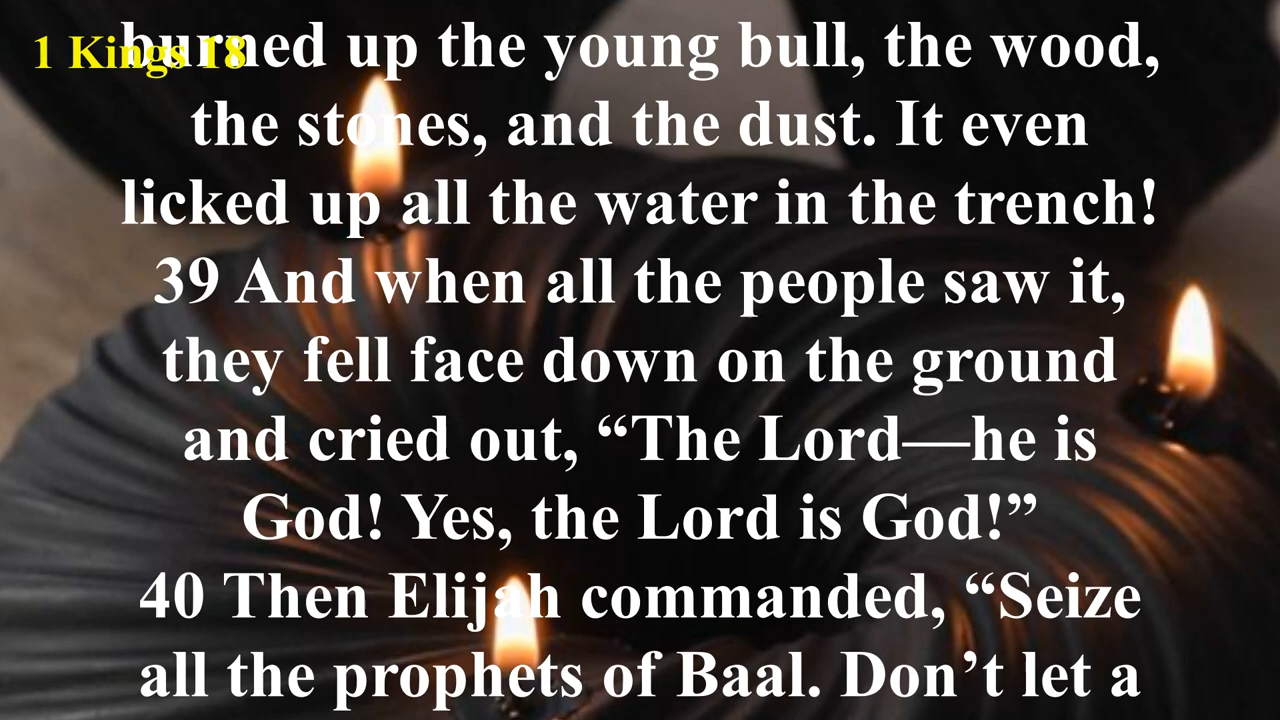 1 Kings 18
burned up the young bull, the wood,
the stones, and the dust. It even
licked up all the water in the trench!
39 And when all the people saw it,
they fell face down on the ground
and cried out, “The Lord—he is
God! Yes, the Lord is God!”
40 Then Elijah commanded, “Seize
all the prophets of Baal. Don’t let a